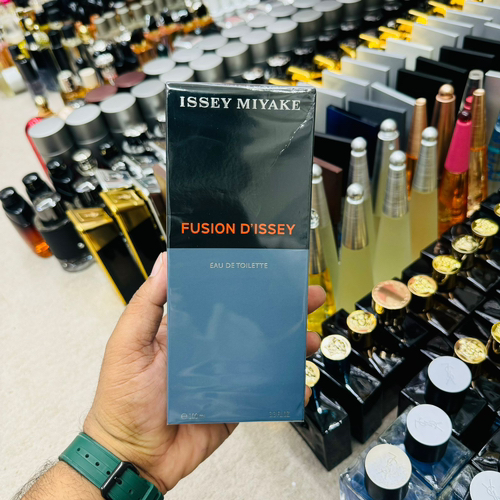 ISSEY MIYAKE
FUSION D'ISSEY
EAU DE TOILETTE